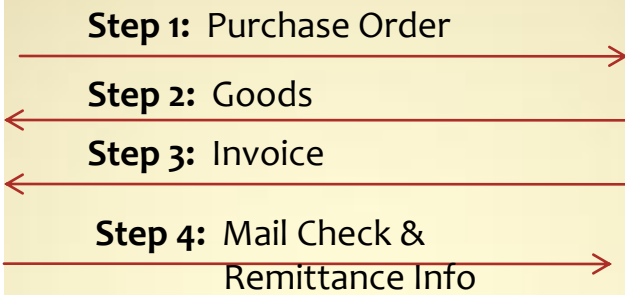 Step 1: Purchase Order
Step 2: Goods
Step 3: Invoice
Step 4: Mail Check &
Remittance Info